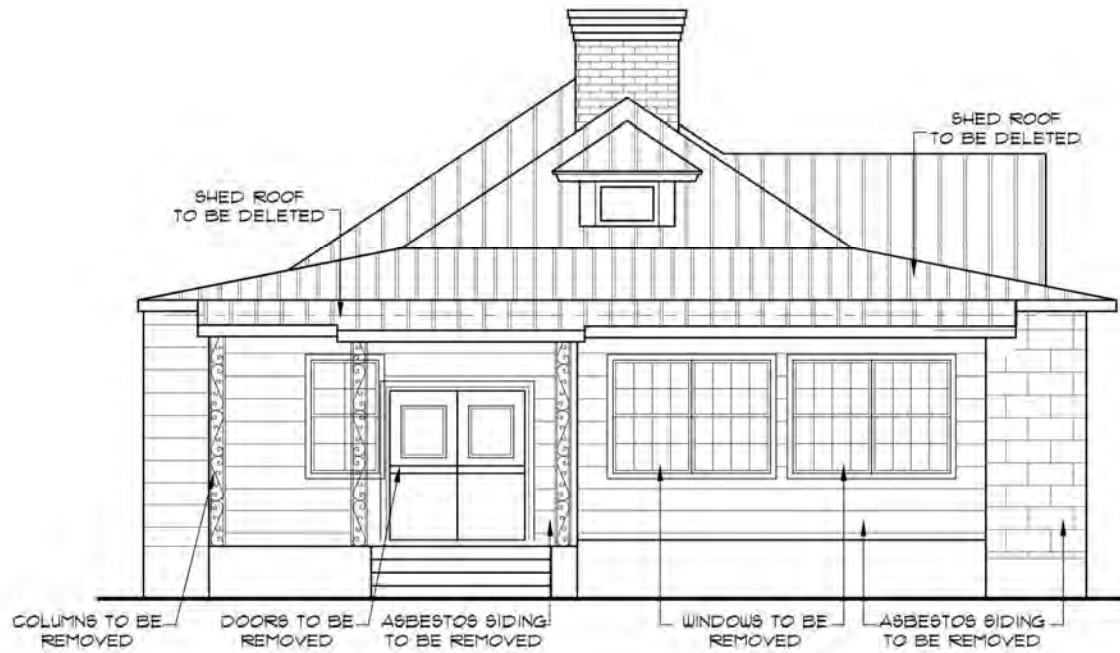 SHED ROOF
TO BE DELETED
SHED ROOF
TO BE DELETED
COLUMNS TO BE
REMOVED
DOORS TO BE
REMOVED
ASBESTOS SIDING
TO BE REMOVED
WINDOWS TO BE
REMOVED
ASBESTOS SIDING
TO BE REMOVED